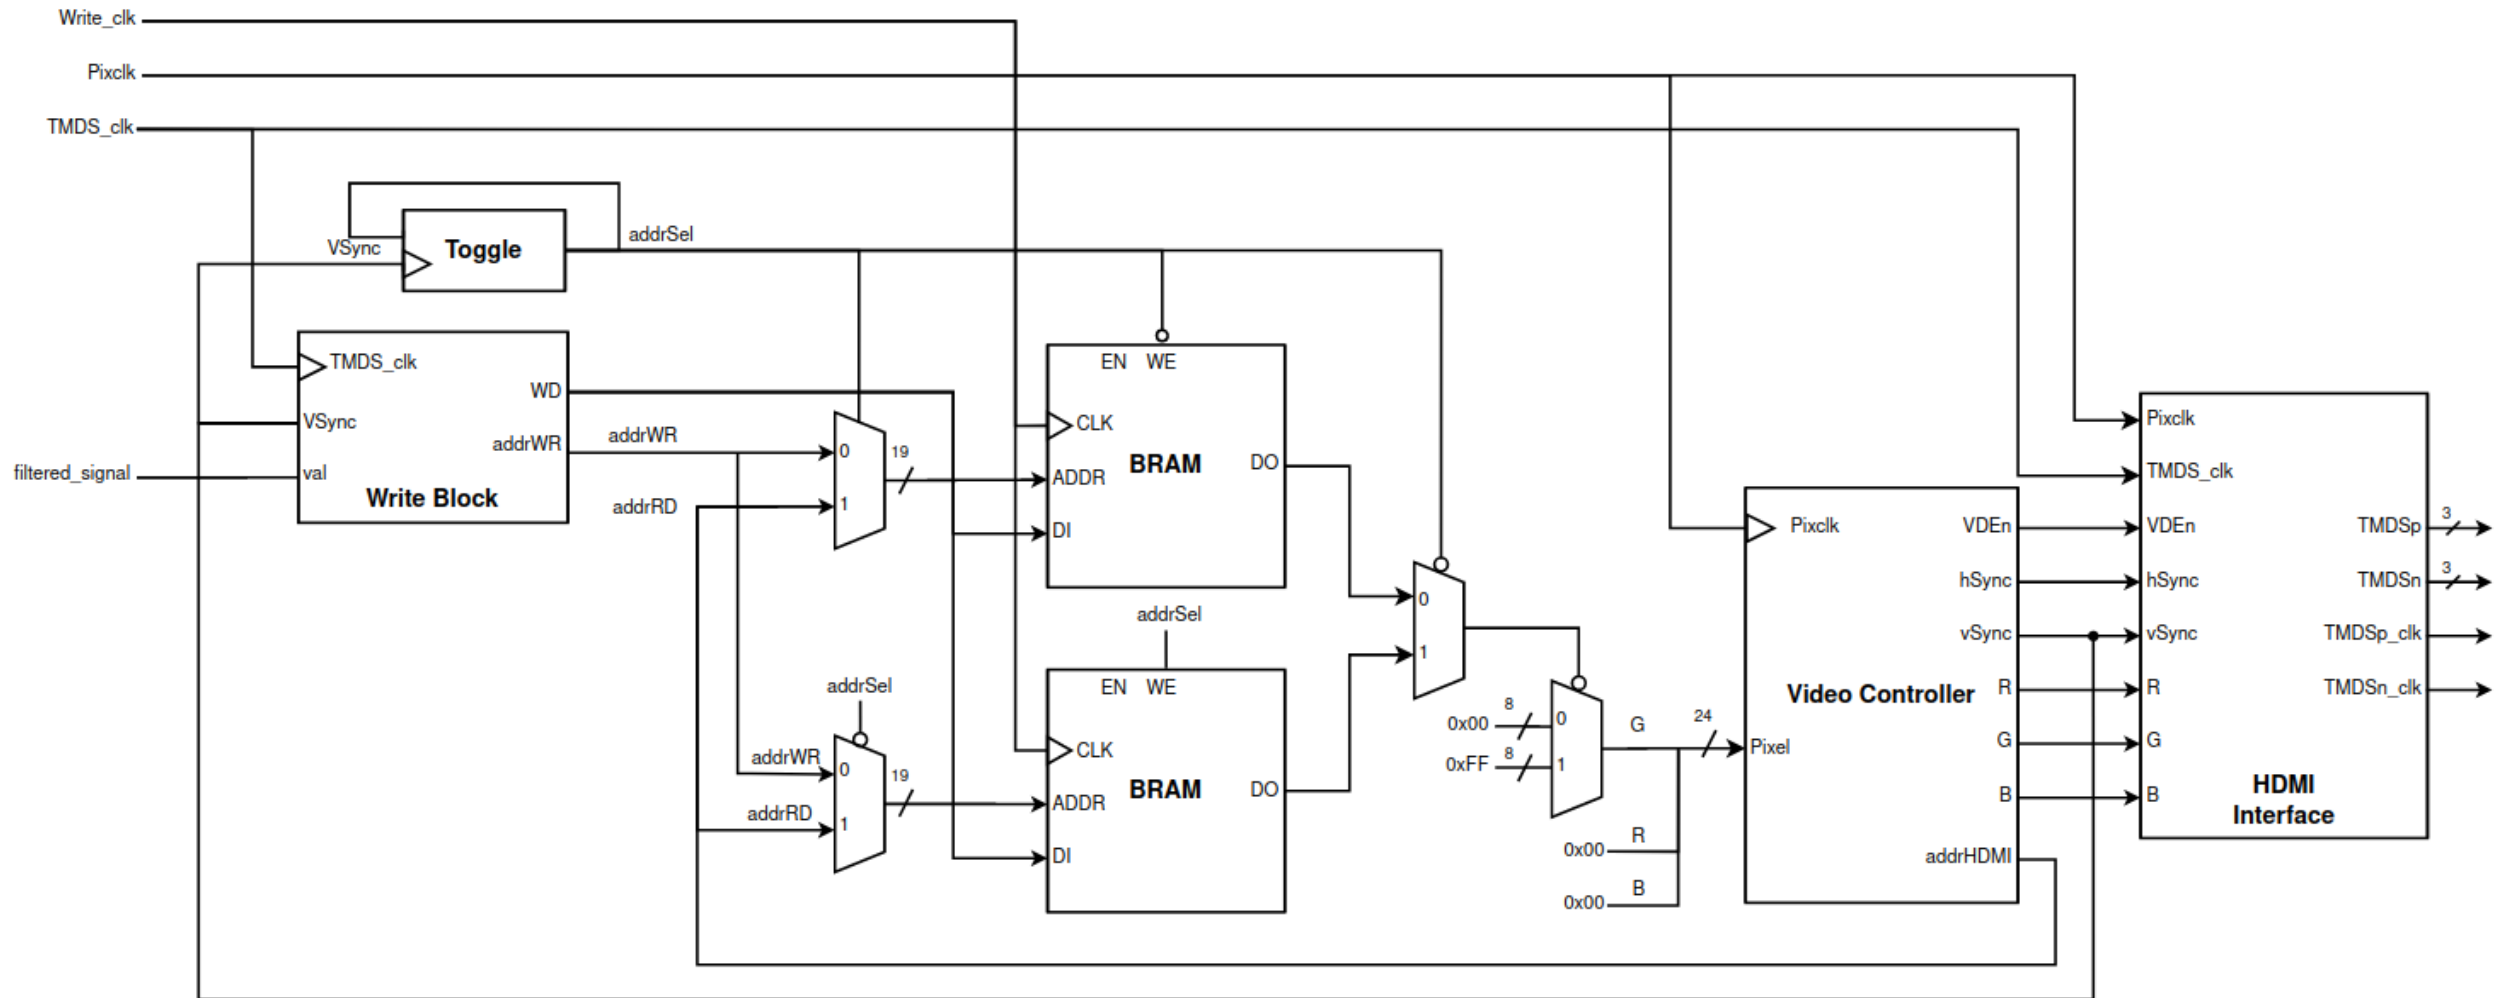 Write_clk
Pixclk
TMDS_clk
addrSel
VSync
Toggle
TMDS_clk
WD
VSync
addrWR
addrWR
filtered_signal
val
Write Block
addrRD
0
1
19
EN WE
CLK
BRAM
DO
ADDR
DI
addrSel
addrSel
addrWR
0
addrRD
1
19
EN WE
CLK
BRAM
DO
ADDR
DI
0
1
0x00
8
0
0xFF
8
1
G
24
R
0x00
B
0x00
Pixclk
VDEn
hSync
vSync
Video Controller
R
Pixel
G
B
addrHDMI
Pixclk
TMDS_clk
VDEn
TMDSp
3
hSync
TMDSn
3
vSync
TMDSp_clk
R
TMDSn_clk
G
HDMI
B
Interface